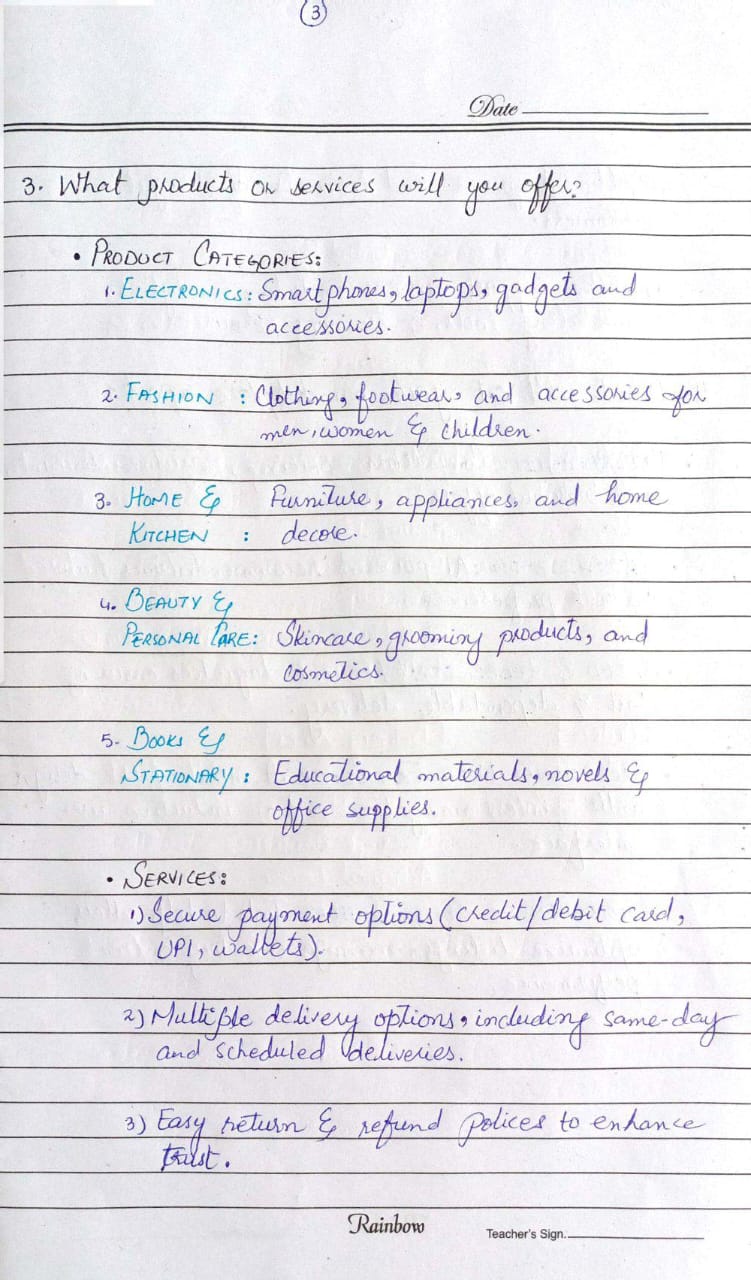 3
Date
3. What products or services will you offer?
• PRODUCT CATEGORIES:
1. ELECTRONICS: Smartphones, laptops, gadgets and
accessories.
2. FASHION : Clothing, footwear, and accessories for
men, women & children.
3. HOME & Furniture, appliances, and home
KITCHEN : decore.
4. BEAUTY &
PERSONAL CARE: Skincare, grooming products, and
cosmetics.
5. BOOKS &
STATIONARY: Educational materials, novels &
office supplies.
• SERVICES:
1) Secure payment options (credit/debit card,
UPI, wallets).
2) Multiple delivery options, including same-day
and scheduled deliveries.
3) Easy return & refund polices to enhance
trust.
Rainbow
Teacher's Sign.